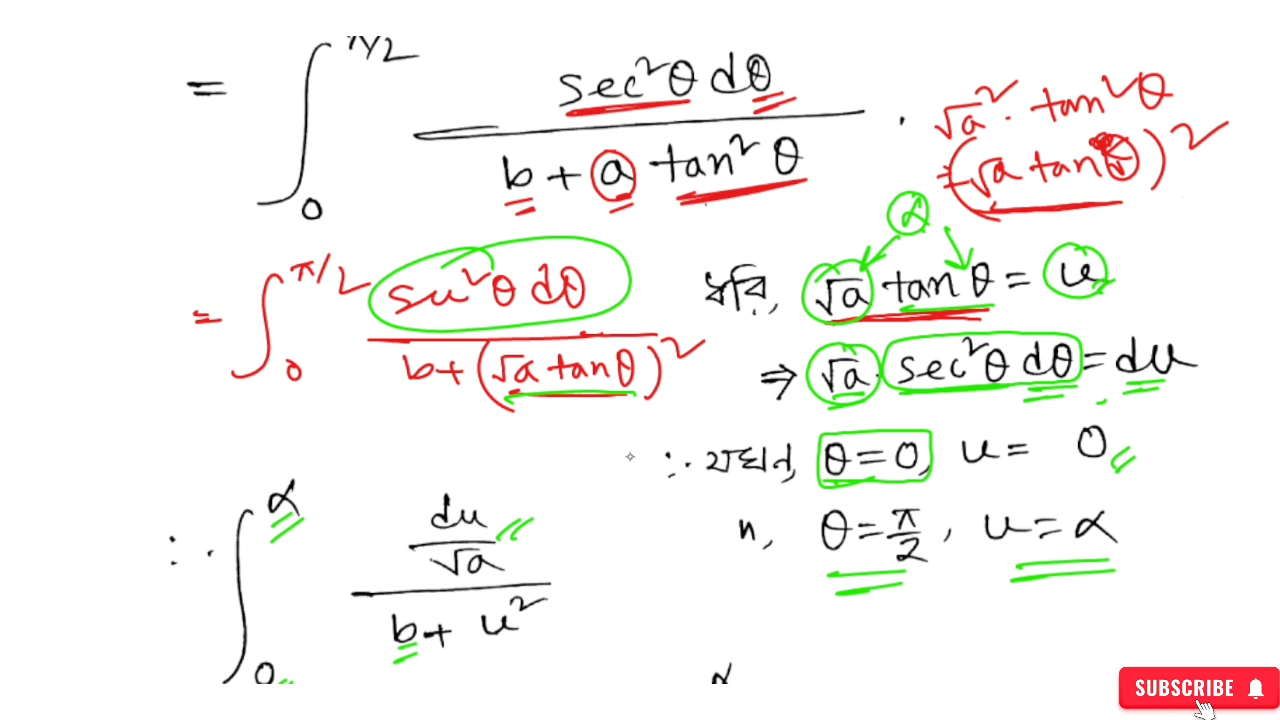 = ∫₀^π/2 sec²θ dθ / b + a tan²θ .
√a² · tan²θ
= (√a tanθ)²
α
= ∫₀^π/2 sec²θ dθ / b + (√a tanθ)²
ধরি, √a tanθ = u
⇒ √a · sec²θ dθ = du
∴ যখন, θ = 0, u = 0
n, θ = π/2, u = α
∴ ∫₀^α du/√a / b + u²
α
SUBSCRIBE